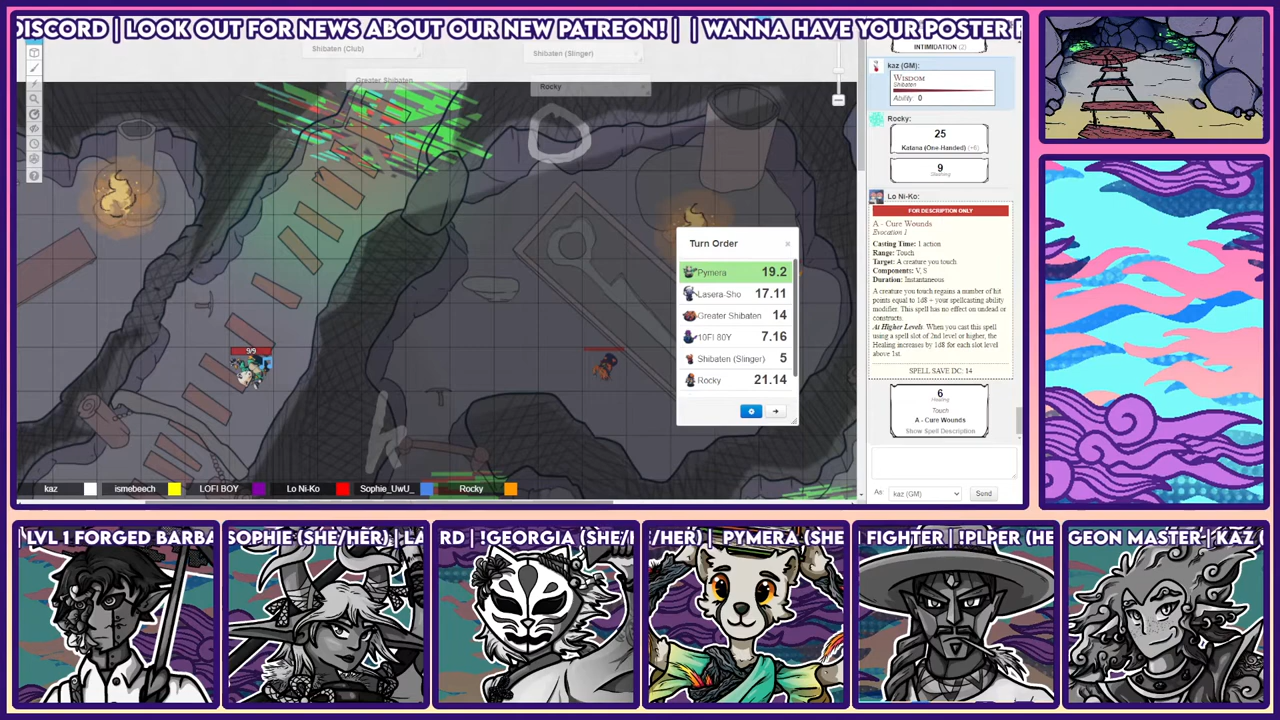 DISCORD | LOOK OUT FOR NEWS ABOUT OUR NEW PATREON! | | WANNA HAVE YOUR POSTER F
Shibaten (Club)
Shibaten (Slinger)
Greater Shibaten
Rocky
9/9
Turn Order ×
Pymera 19.2
Lasera-Sho 17.11
Greater Shibaten 14
10FI 80Y 7.16
Shibaten (Slinger) 5
Rocky 21.14
kaz
ismebeech
LOFI BOY
Lo Ni-Ko
Sophie_UwU_
Rocky
INTIMIDATION (2)
kaz (GM):
WISDOM
Shibaten
Ability: 0
Rocky:
25
Katana (One-Handed) (+6)
9
Slashing
Lo Ni-Ko:
FOR DESCRIPTION ONLY
A - Cure Wounds
Evocation 1
Casting Time: 1 action
Range: Touch
Target: A creature you touch
Components: V, S
Duration: Instantaneous
A creature you touch regains a number of hit
points equal to 1d8 + your spellcasting ability
modifier. This spell has no effect on undead or
constructs.
At Higher Levels. When you cast this spell
using a spell slot of 2nd level or higher, the
Healing increases by 1d8 for each slot level
above 1st.
SPELL SAVE DC: 14
6
Healing
Touch
A - Cure Wounds
Show Spell Description
As: kaz (GM) Send
LVL 1 FORGED BARBA
SOPHIE (SHE/HER) | LA
RD | !GEORGIA (SHE/H
E/HER) | PYMERA (SHE
FIGHTER | !PLPER (HE
GEON MASTER | KAZ (